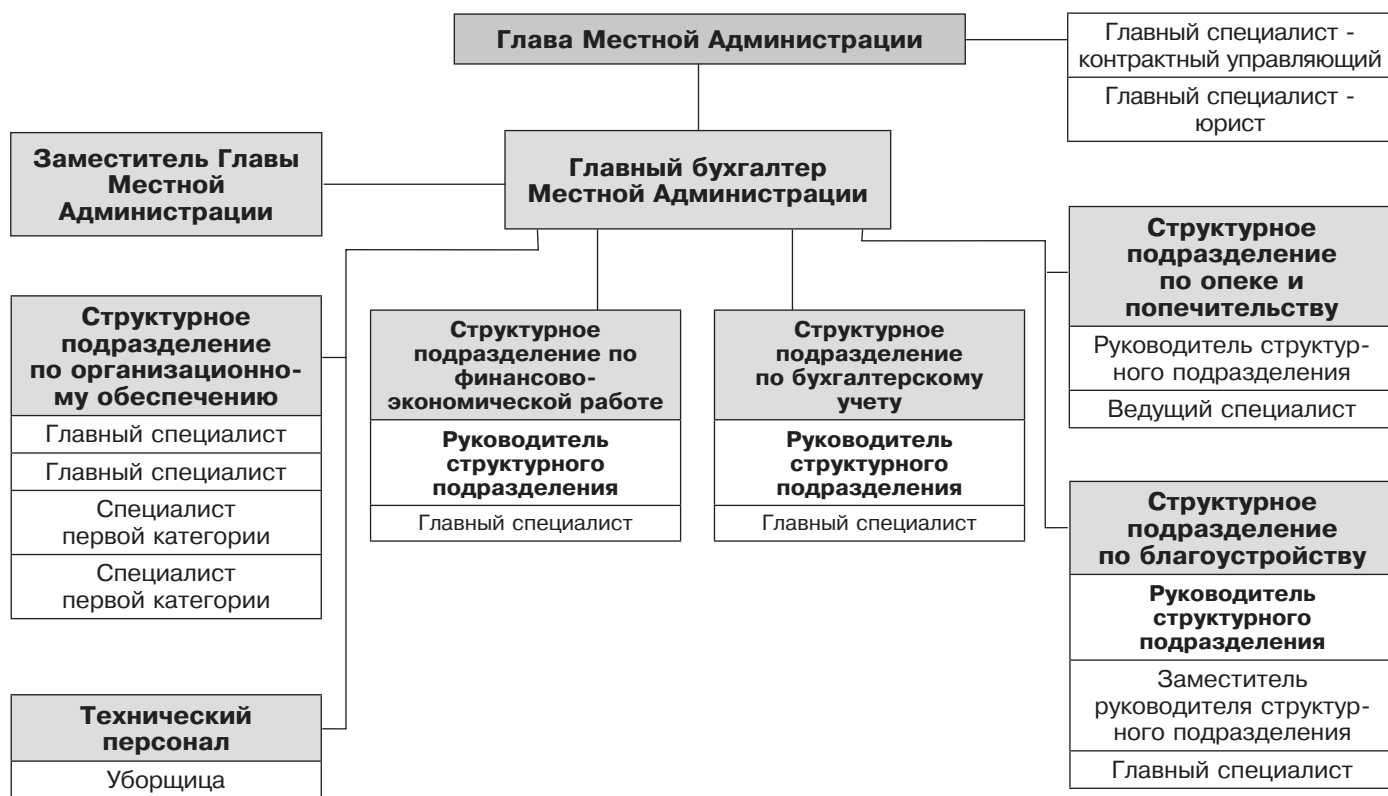 Глава Местной Администрации
Главный специалист -
контрактный управляющий
Главный специалист -
юрист
Заместитель Главы
Местной
Администрации
Главный бухгалтер
Местной Администрации
Структурное
подразделение
по организационно-
му обеспечению
Главный специалист
Главный специалист
Специалист
первой категории
Специалист
первой категории
Технический
персонал
Уборщица
Структурное
подразделение по
финансово-
экономической работе
Руководитель
структурного
подразделения
Главный специалист
Структурное
подразделение
по бухгалтерскому
учету
Руководитель
структурного
подразделения
Главный специалист
Структурное
подразделение
по опеке и
попечительству
Руководитель структур-
ного подразделения
Ведущий специалист
Структурное
подразделение
по благоустройству
Руководитель
структурного
подразделения
Заместитель
руководителя структур-
ного подразделения
Главный специалист